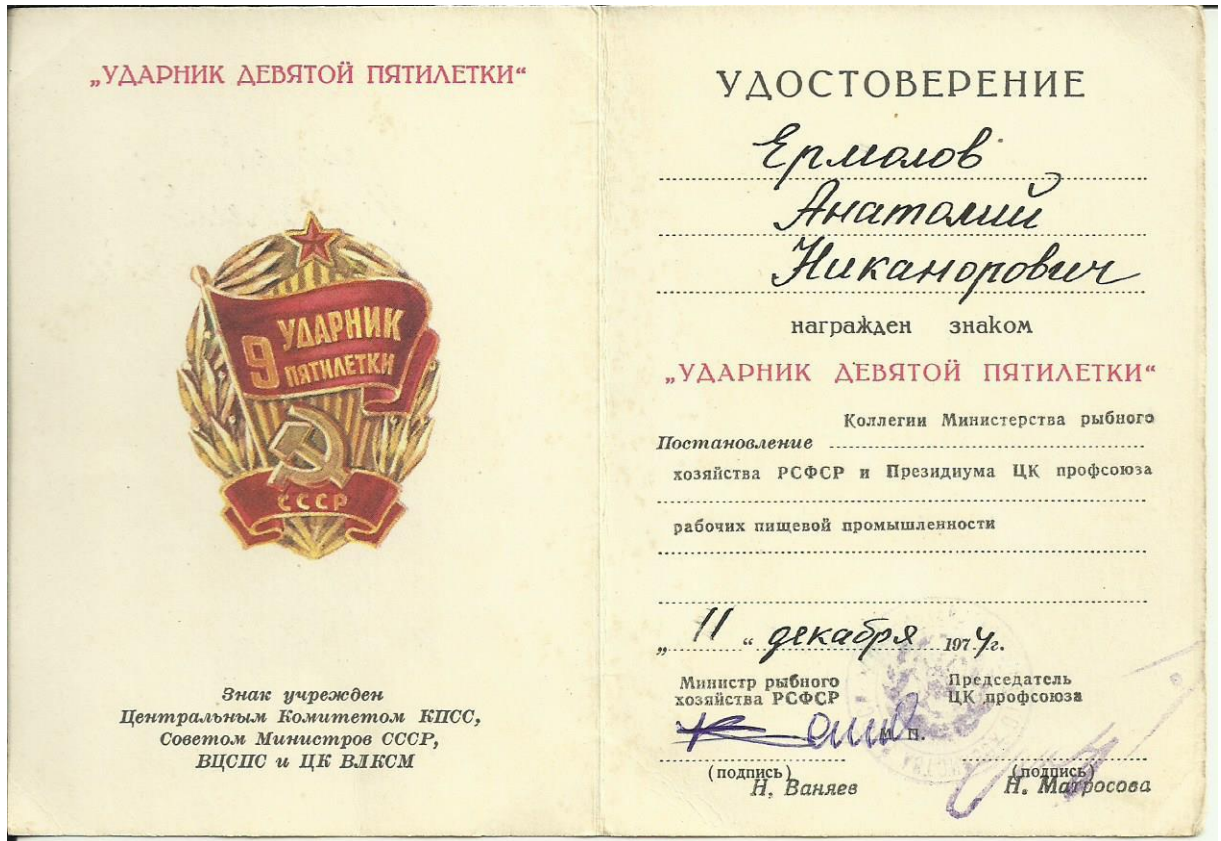 „УДАРНИК ДЕВЯТОЙ ПЯТИЛЕТКИ“
9 УДАРНИК
ПЯТИЛЕТКИ
СССР
Знак учрежден
Центральным Комитетом КПСС,
Советом Министров СССР,
ВЦСПС и ЦК ВЛКСМ
УДОСТОВЕРЕНИЕ
Ермолов
Анатолий
Никанорович
награжден знаком
„УДАРНИК ДЕВЯТОЙ ПЯТИЛЕТКИ“
Коллегии Министерства рыбного
Постановление
хозяйства РСФСР и Президиума ЦК профсоюза
рабочих пищевой промышленности
„11“ декабря 1974г.
Министр рыбного
хозяйства РСФСР
Председатель
ЦК профсоюза
М. П.
(подпись)
Н. Ваняев
(подпись)
Н. Матросова